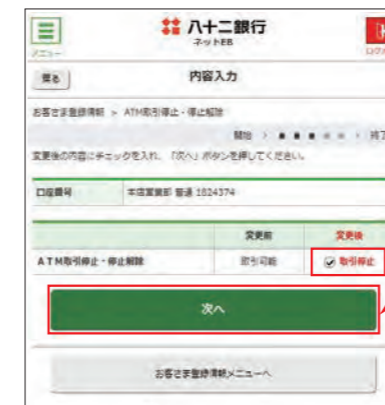 八十二銀行
ネットEB
メニュー
戻る
内容入力
お客さま登録情報 > ATM取引停止・停止解除
開始
終了
変更後の内容にチェックを入れ、「次へ」ボタンを押してください。
口座番号
本店営業部 普通 1824374
変更前
変更後
ATM取引停止・停止解除
取引可能
取引停止
次へ
お客さま登録情報メニューへ